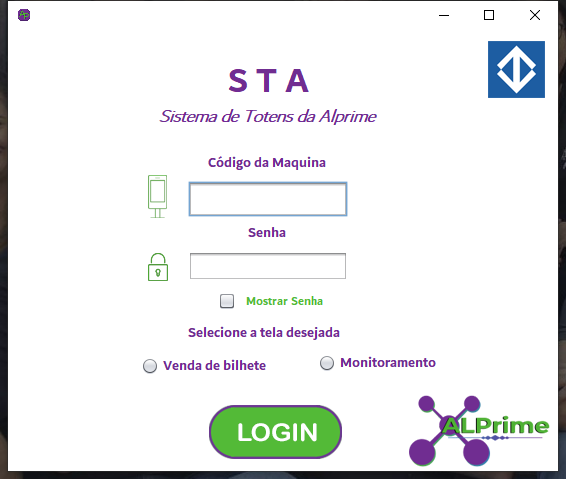 S T A
Sistema de Totens da Alprime
Código da Maquina
Senha
Mostrar Senha
Selecione a tela desejada
Venda de bilhete
Monitoramento
LOGIN
ALPrime